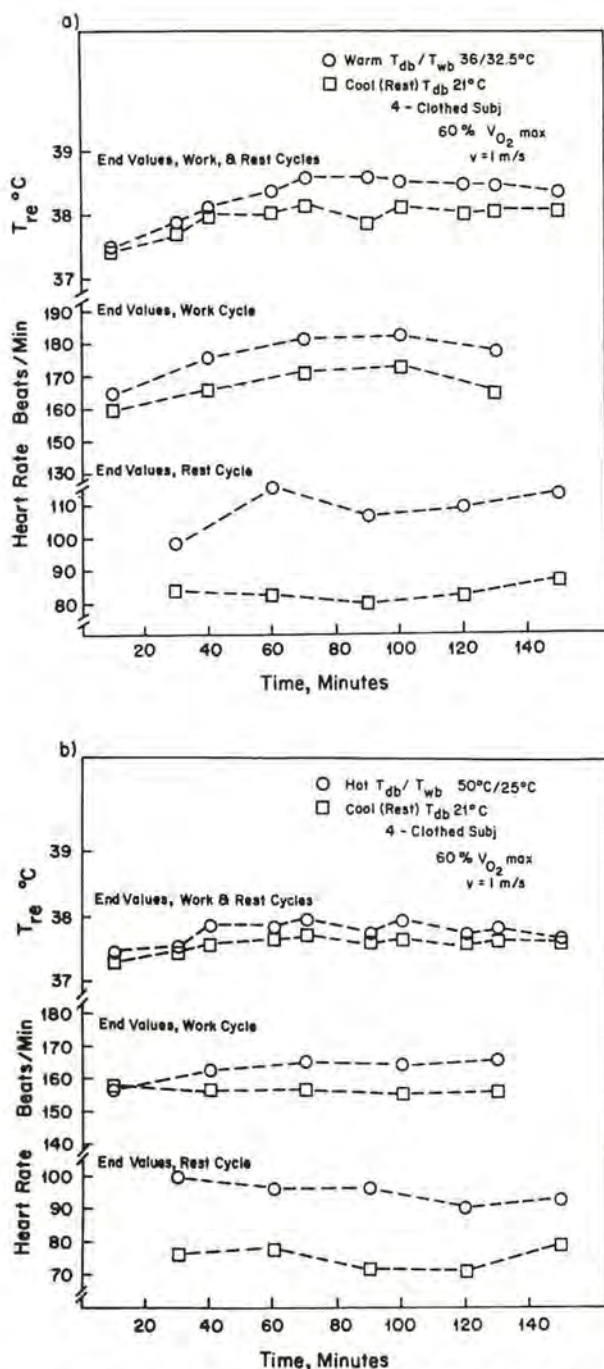 a)
Warm Tdb/Twb 36/32.5°C
Cool (Rest) Tdb 21°C
4 - Clothed Subj
60% VO2 max
v = 1 m/s
End Values, Work, & Rest Cycles
Tre °C
39
38
37
End Values, Work Cycle
190
180
170
160
150
130
End Values, Rest Cycle
110
100
90
80
Heart Rate Beats/Min
20 40 60 80 100 120 140
Time, Minutes
b)
Hot Tdb/Twb 50°C/25°C
Cool (Rest) Tdb 21°C
4 - Clothed Subj
60% VO2 max
v = 1 m/s
39
Tre °C
End Values, Work & Rest Cycles
38
37
End Values, Work Cycle
180
170
160
150
140
End Values, Rest Cycle
100
90
80
70
Heart Rate Beats/Min
20 40 60 80 100 120 140
Time, Minutes